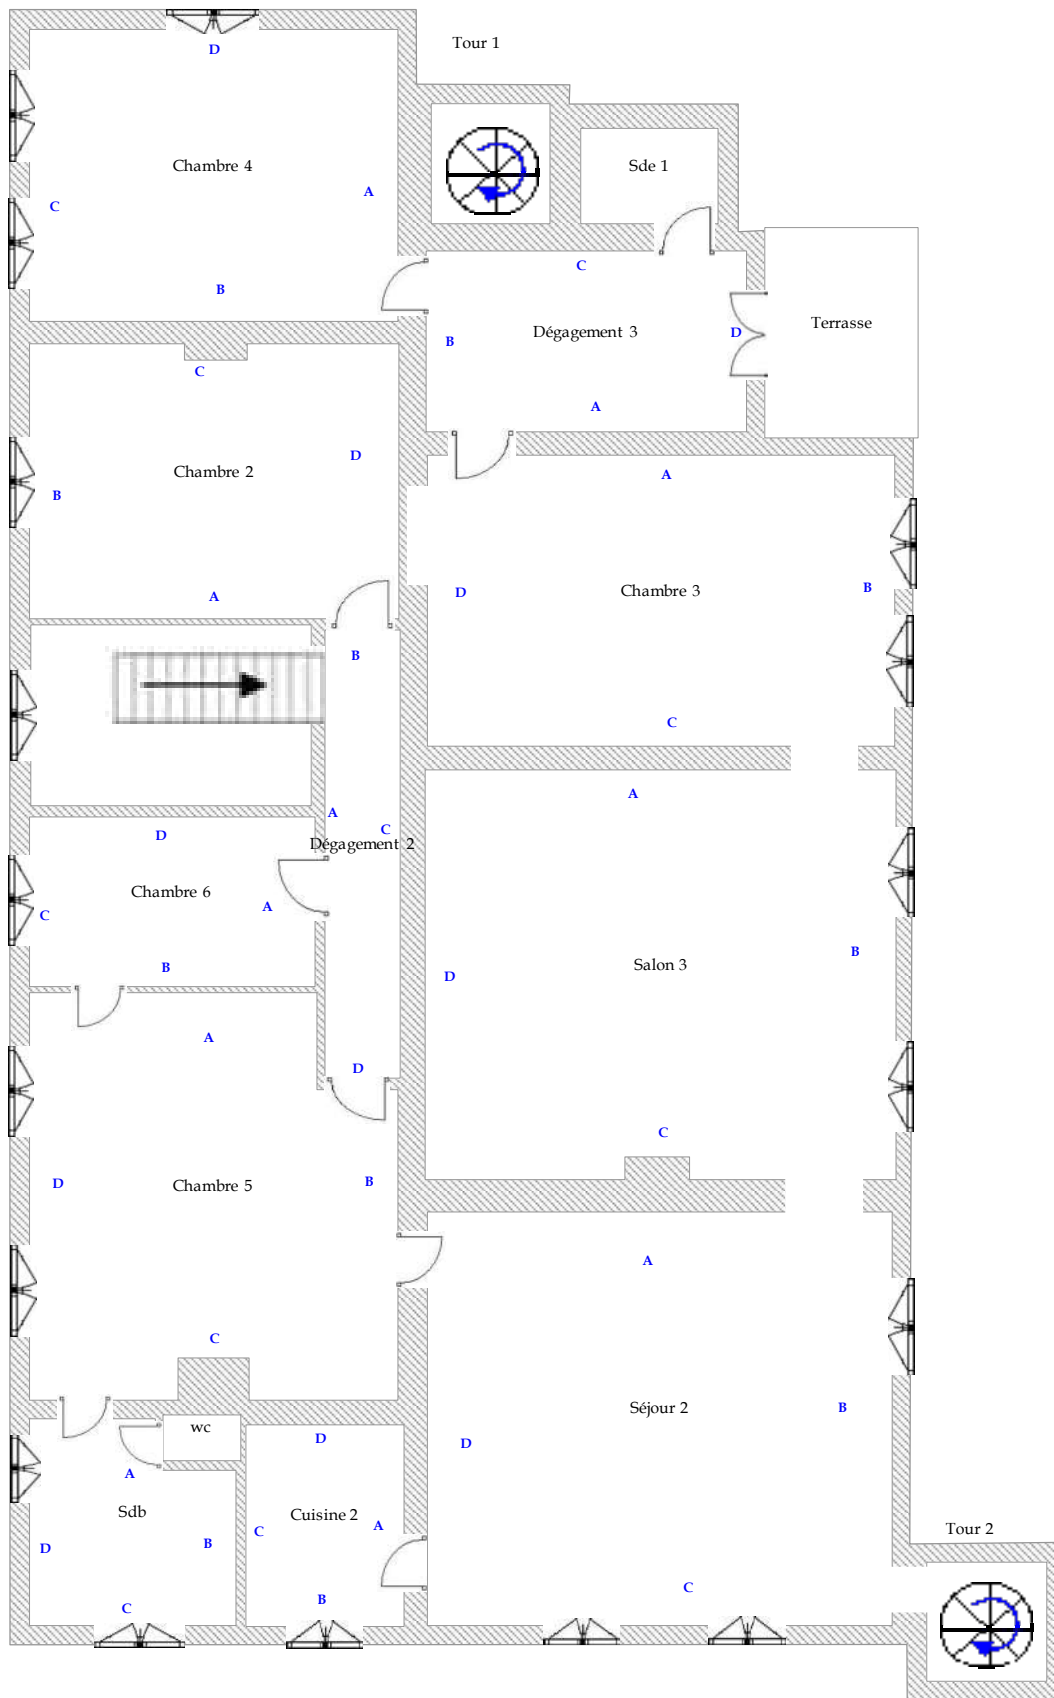 Tour 1
D
Chambre 4
Sde 1
A
C
B
C
Dégagement 3
Terrasse
B
D
A
C
Chambre 2
D
B
A
A
Chambre 3
B
D
C
B
A
C
Dégagement 2
D
D
Chambre 6
A
C
B
A
Salon 3
B
D
C
A
Chambre 5
B
D
C
A
Séjour 2
B
D
C
wc
A
Sdb
B
D
C
D
Cuisine 2
A
C
B
Tour 2